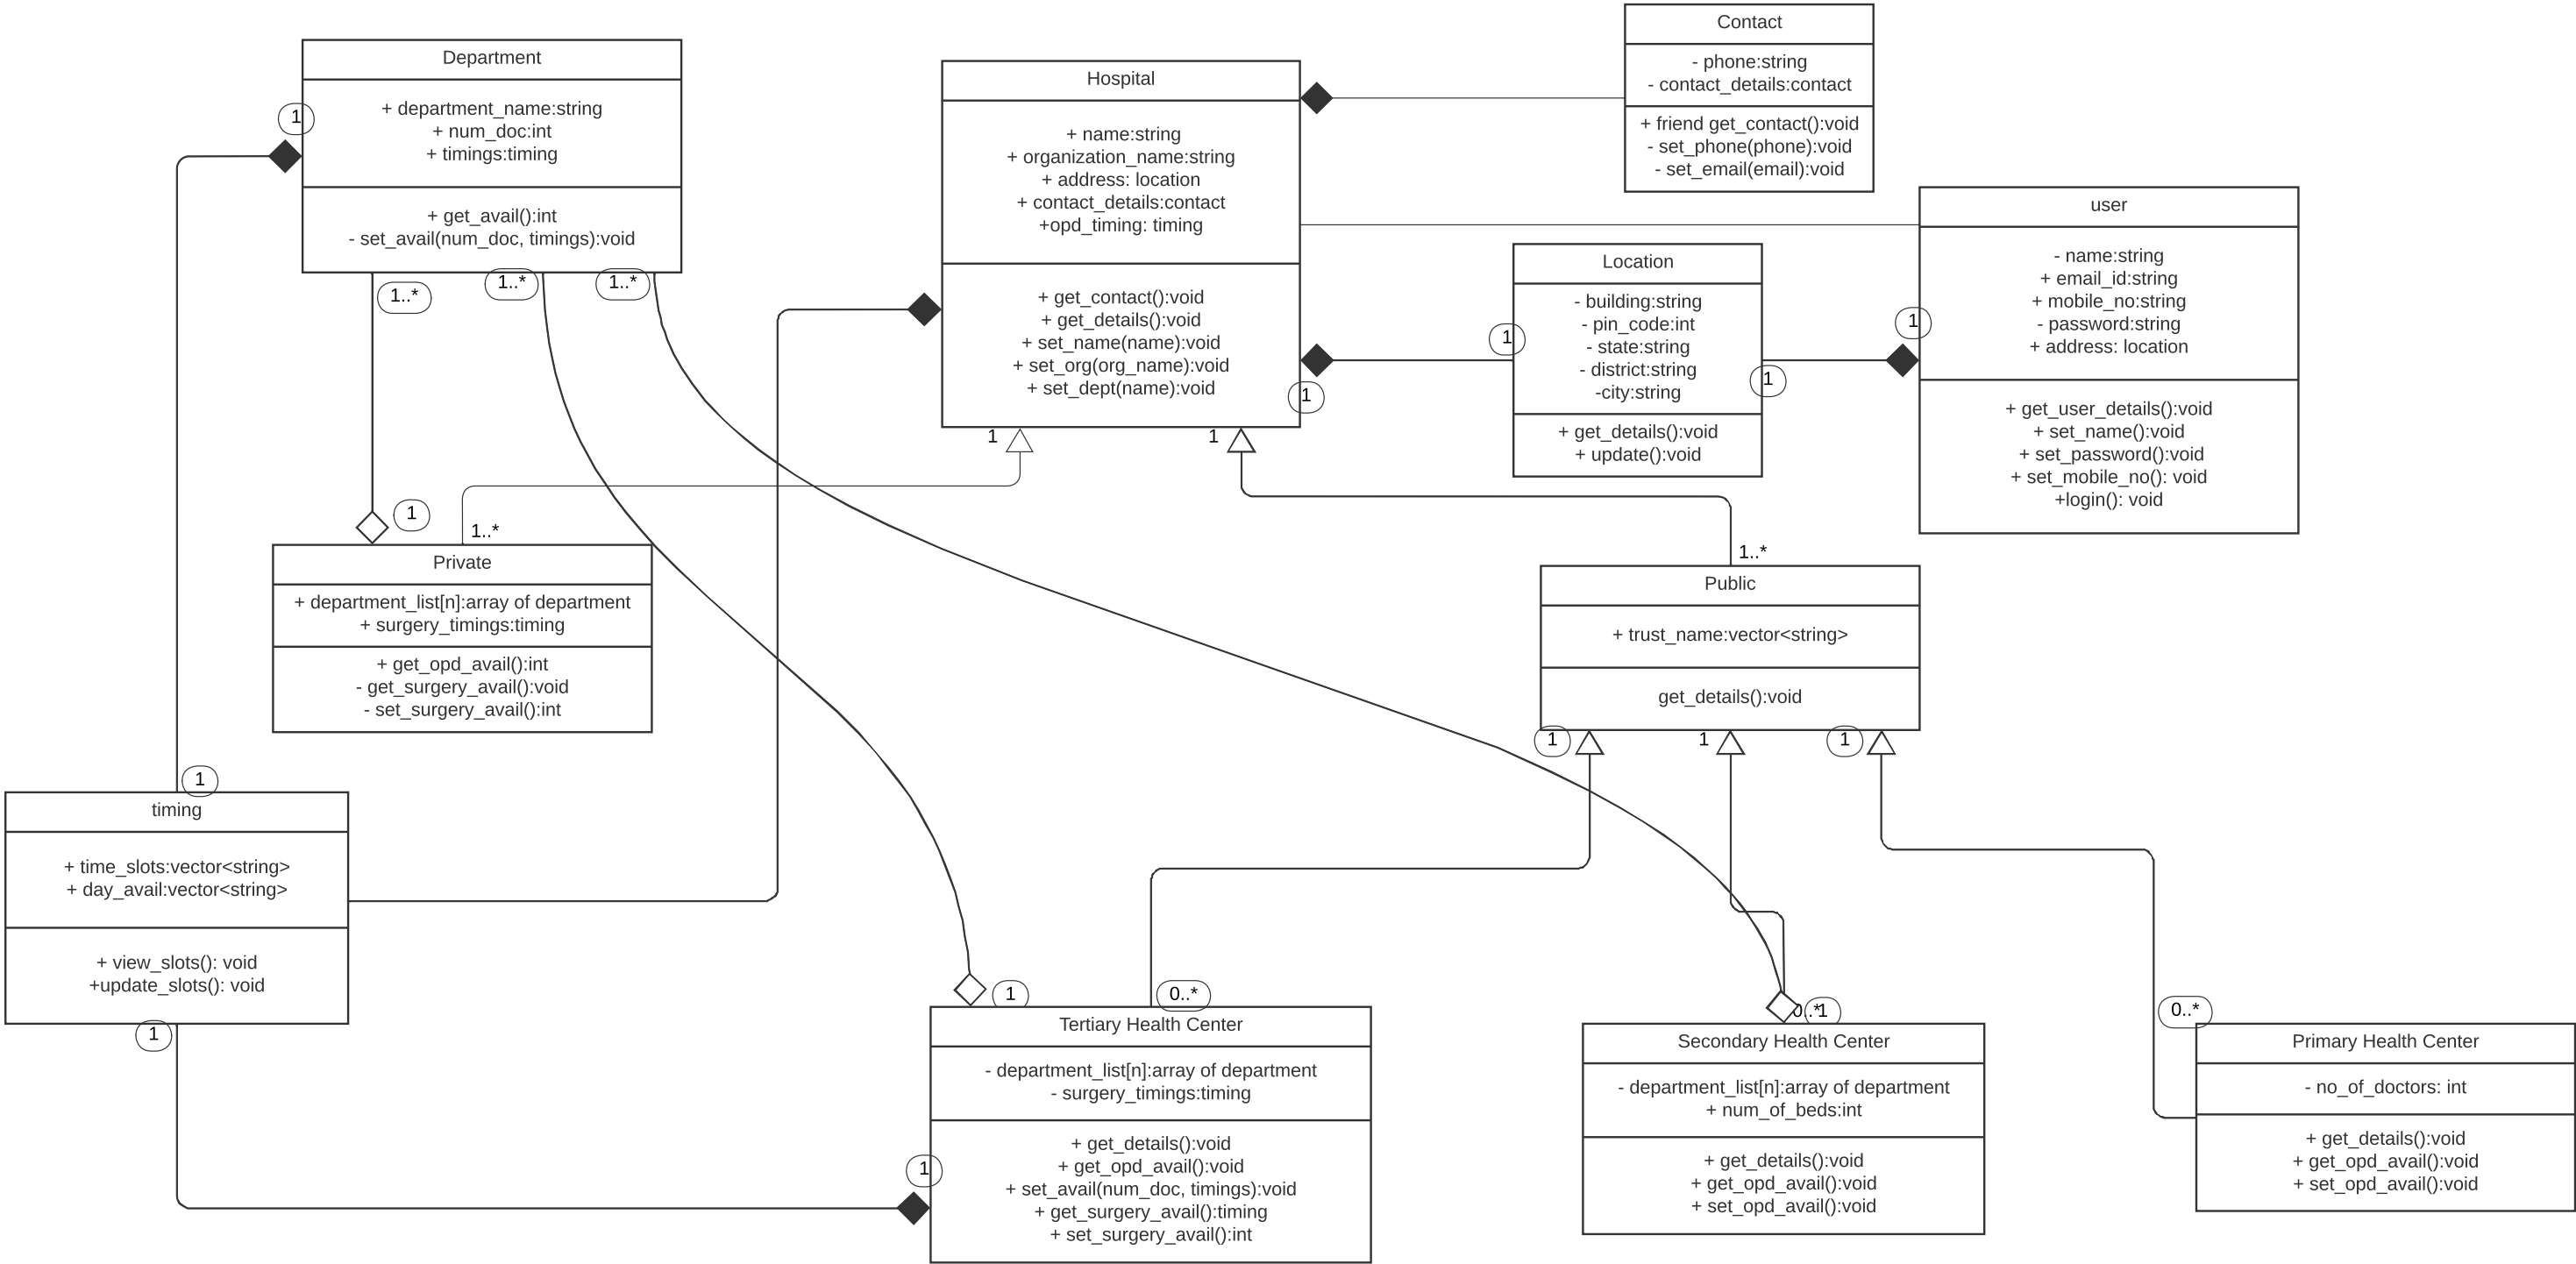 Contact
- phone:string
- contact_details:contact
+ friend get_contact():void
- set_phone(phone):void
- set_email(email):void
Department
+ department_name:string
+ num_doc:int
+ timings:timing
+ get_avail():int
- set_avail(num_doc, timings):void
1
1..*
1..*
1..*
Hospital
+ name:string
+ organization_name:string
+ address: location
+ contact_details:contact
+opd_timing: timing
+ get_contact():void
+ get_details():void
+ set_name(name):void
+ set_org(org_name):void
+ set_dept(name):void
1
1
1
user
- name:string
+ email_id:string
+ mobile_no:string
- password:string
+ address: location
+ get_user_details():void
+ set_name():void
+ set_password():void
+ set_mobile_no(): void
+login(): void
1
Location
- building:string
- pin_code:int
- state:string
- district:string
-city:string
+ get_details():void
+ update():void
1
1
1
1..*
Private
+ department_list[n]:array of department
+ surgery_timings:timing
+ get_opd_avail():int
- get_surgery_avail():void
- set_surgery_avail():int
1..*
Public
+ trust_name:vector<string>
get_details():void
1
1
1
1
timing
+ time_slots:vector<string>
+ day_avail:vector<string>
+ view_slots(): void
+update_slots(): void
1
1
0..*
Tertiary Health Center
- department_list[n]:array of department
- surgery_timings:timing
+ get_details():void
+ get_opd_avail():void
+ set_avail(num_doc, timings):void
+ get_surgery_avail():timing
+ set_surgery_avail():int
1
0..*
1
Secondary Health Center
- department_list[n]:array of department
+ num_of_beds:int
+ get_details():void
+ get_opd_avail():void
+ set_opd_avail():void
0..*
Primary Health Center
- no_of_doctors: int
+ get_details():void
+ get_opd_avail():void
+ set_opd_avail():void